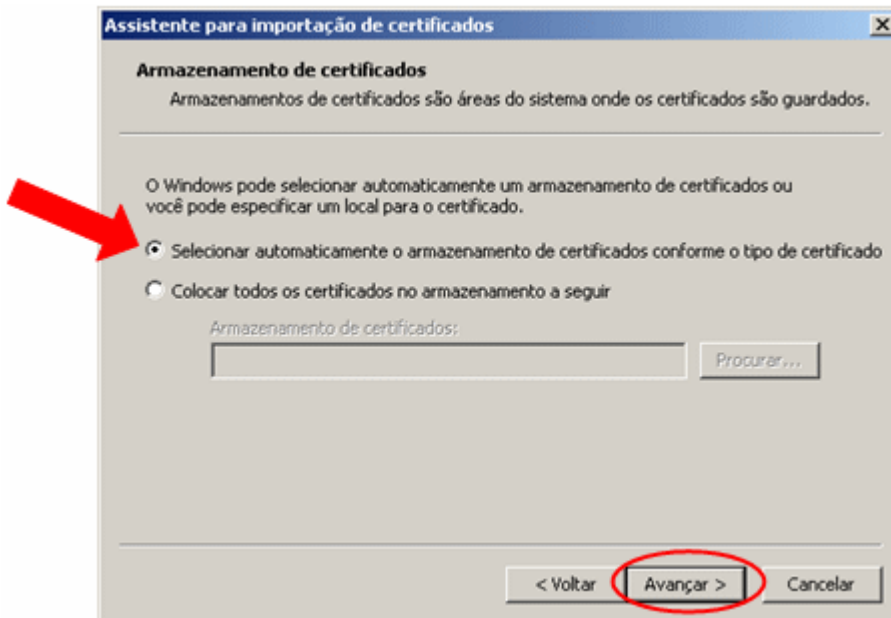 Assistente para importação de certificados
Armazenamento de certificados
Armazenamentos de certificados são áreas do sistema onde os certificados são guardados.
O Windows pode selecionar automaticamente um armazenamento de certificados ou
você pode especificar um local para o certificado.
Selecionar automaticamente o armazenamento de certificados conforme o tipo de certificado
Colocar todos os certificados no armazenamento a seguir
Armazenamento de certificados:
Procurar...
< Voltar Avançar > Cancelar